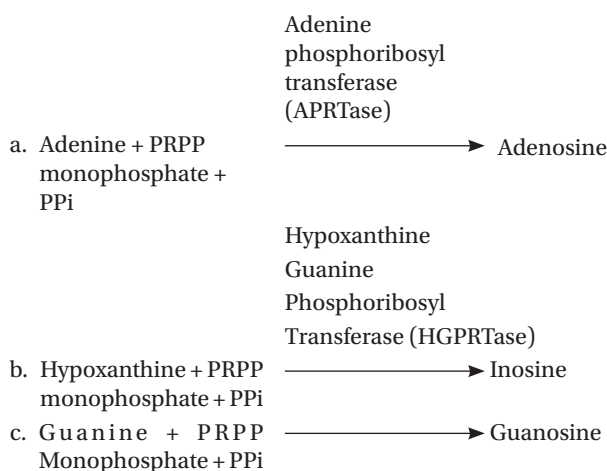 Adenine
phosphoribosyl
transferase
(APRTase)
a. Adenine + PRPP Adenosine
monophosphate +
PPi
Hypoxanthine
Guanine
Phosphoribosyl
Transferase (HGPRTase)
b. Hypoxanthine + PRPP Inosine
monophosphate + PPi
c. Guanine + PRPP Guanosine
Monophosphate + PPi